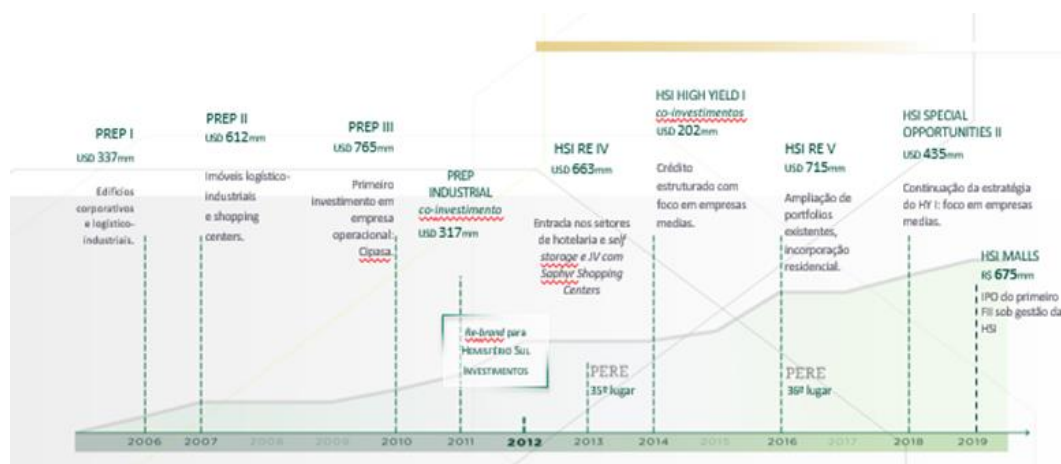 PREP I
USD 337mm
Edifícios
corporativos
e logístico-
industriais.
PREP II
USD 612mm
Imóveis logístico-
industriais
e shopping
centers.
PREP III
USD 765mm
Primeiro
investimento em
empresa
operacional:
Cipasa.
PREP
INDUSTRIAL
co-investimento
USD 317mm
Re-brand para
HEMISFÉRIO SUL
INVESTIMENTOS
HSI RE IV
USD 663mm
Entrada nos setores
de hotelaria e self
storage e JV com
Saphyr Shopping
Centers
PERE
35º lugar
HSI HIGH YIELD I
co-investimentos
USD 202mm
Crédito
estruturado com
foco em empresas
medias.
HSI RE V
USD 715mm
Ampliação de
portfolios
existentes,
incorporação
residencial.
PERE
36º lugar
HSI SPECIAL
OPPORTUNITIES II
USD 435mm
Continuação da estratégia
do HY I: foco em empresas
medias.
HSI MALLS
R$ 675mm
IPO do primeiro
FII sob gestão da
HSI
2006 2007 2008 2009 2010 2011 2012 2013 2014 2015 2016 2017 2018 2019